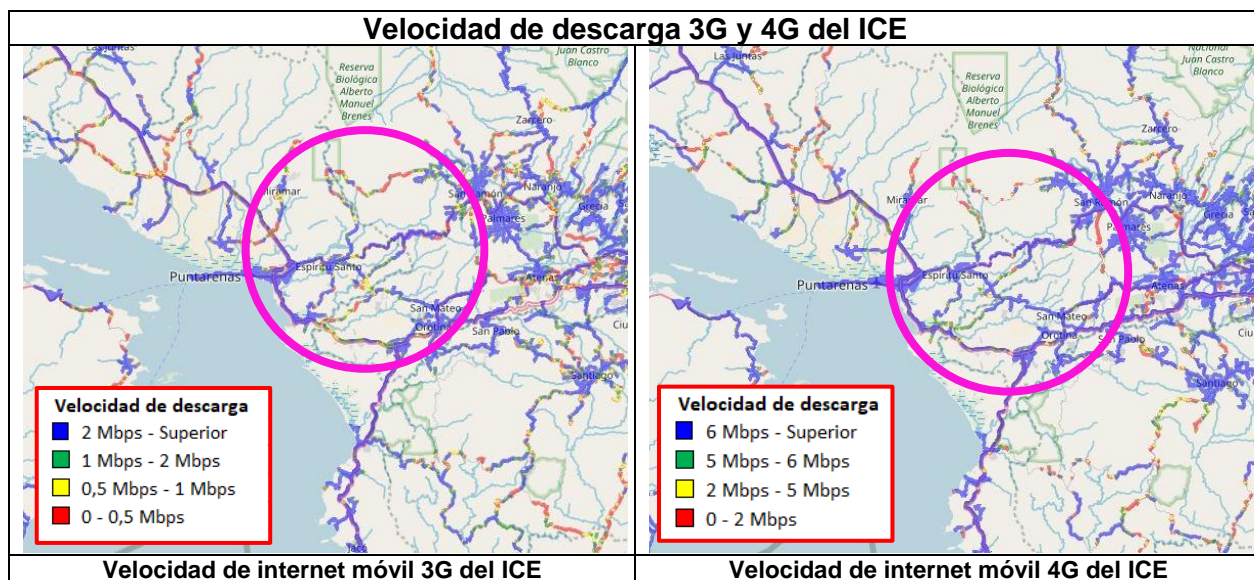 Velocidad de descarga 3G y 4G del ICE
Las Juntas
Reserva
Biológica
Alberto
Manuel
Brenes
Juan Castro
Blanco
Zarcero
Miramar
San Ramón
Naranjo
Grecia
Palmares
Puntarenas
Espíritu Santo
Atenas
San Mateo
Orotina
San Pablo
Ciu
Santiago
Jacó
Velocidad de descarga
2 Mbps - Superior
1 Mbps - 2 Mbps
0,5 Mbps - 1 Mbps
0 - 0,5 Mbps
Las Juntas
Reserva
Biológica
Alberto
Manuel
Brenes
Nacional
Juan Castro
Blanco
Zarcero
Miramar
San Ramón
Naranjo
Grecia
Palmares
Puntarenas
Espíritu Santo
Atenas
San Mateo
Orotina
San Pablo
Ciu
Santiago
Velocidad de descarga
6 Mbps - Superior
5 Mbps - 6 Mbps
2 Mbps - 5 Mbps
0 - 2 Mbps
Velocidad de internet móvil 3G del ICE
Velocidad de internet móvil 4G del ICE